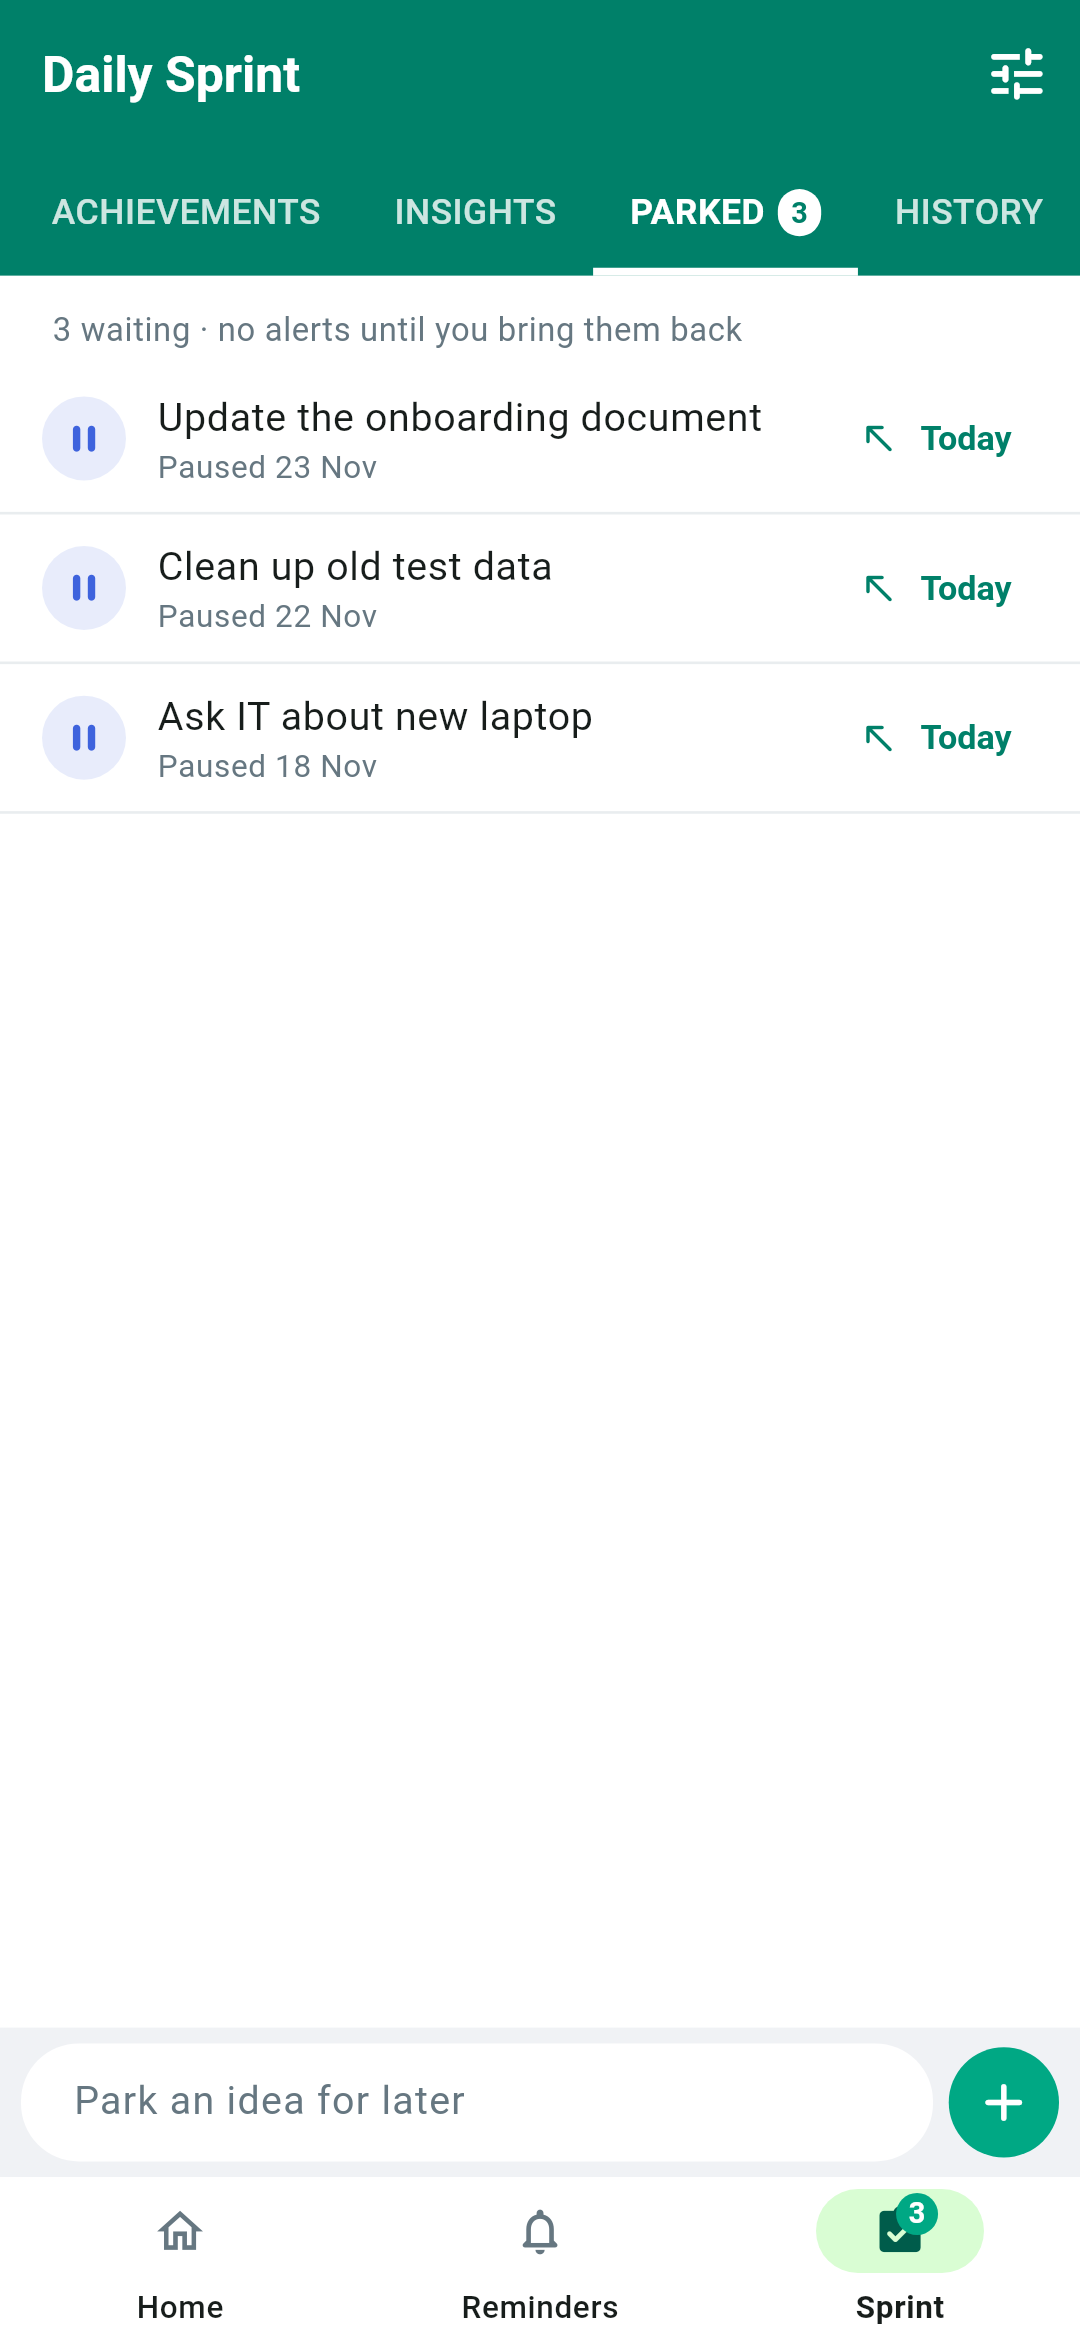 Daily Sprint
ACHIEVEMENTS INSIGHTS PARKED 3 HISTORY
3 waiting · no alerts until you bring them back
Update the onboarding document
Paused 23 Nov
Today
Clean up old test data
Paused 22 Nov
Today
Ask IT about new laptop
Paused 18 Nov
Today
Park an idea for later
3
Home Reminders Sprint